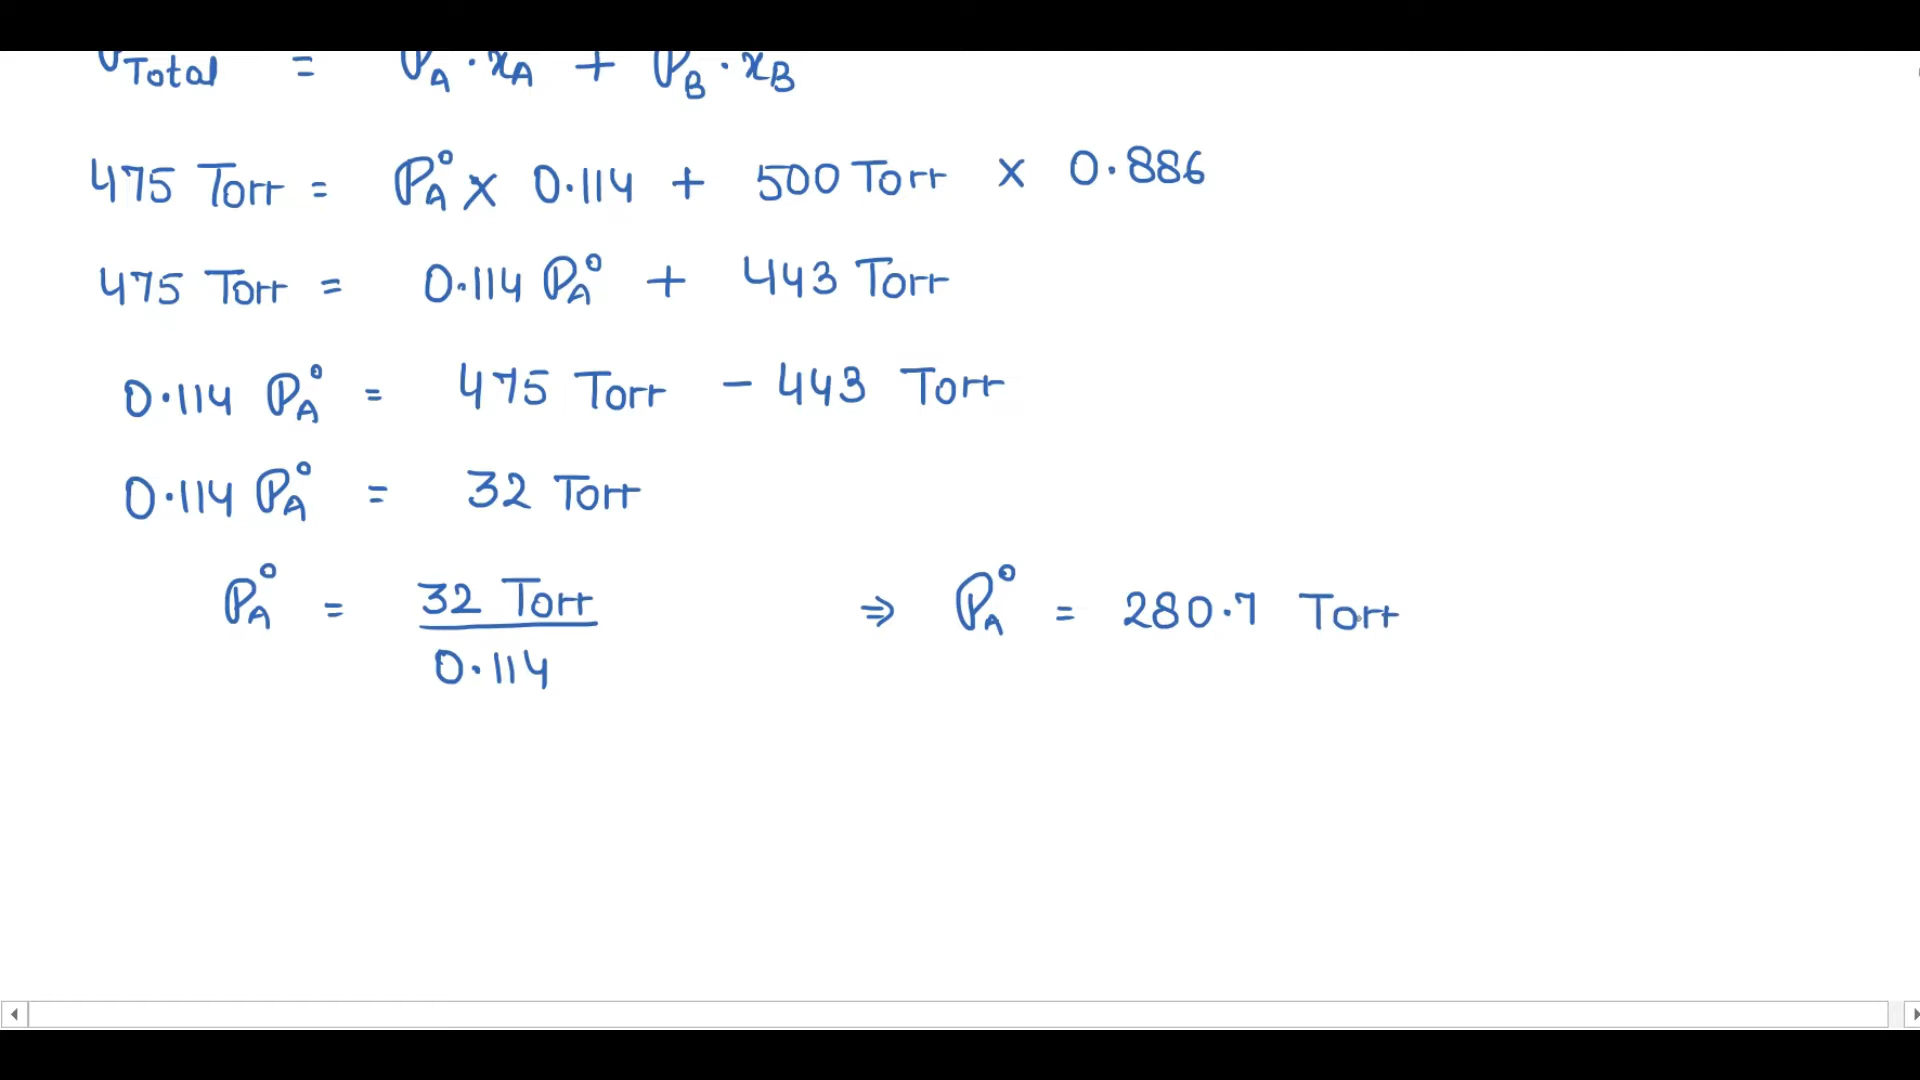 P_Total = P_A · x_A + P_B · x_B
475 Torr = P_A° × 0.114 + 500 Torr × 0.886
475 Torr = 0.114 P_A° + 443 Torr
0.114 P_A° = 475 Torr - 443 Torr
0.114 P_A° = 32 Torr
P_A° = 32 Torr / 0.114 ⇒ P_A° = 280.7 Torr